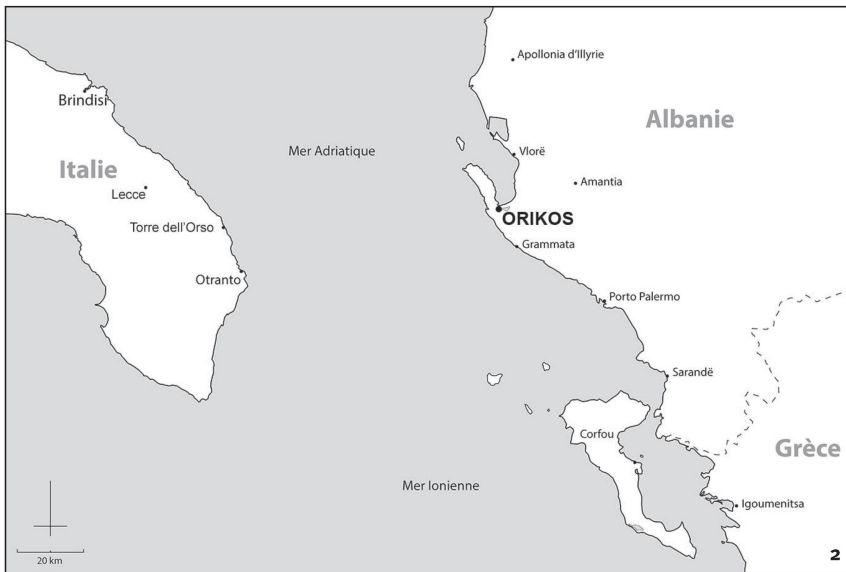 Apollonia d'Illyrie
Brindisi
Albanie
Mer Adriatique
Vlorë
Italie
Amantia
Lecce
ORIKOS
Torre dell'Orso
Grammata
Otranto
Porto Palermo
Sarandë
Corfou
Grèce
Mer Ionienne
Igoumenitsa
20 km
2